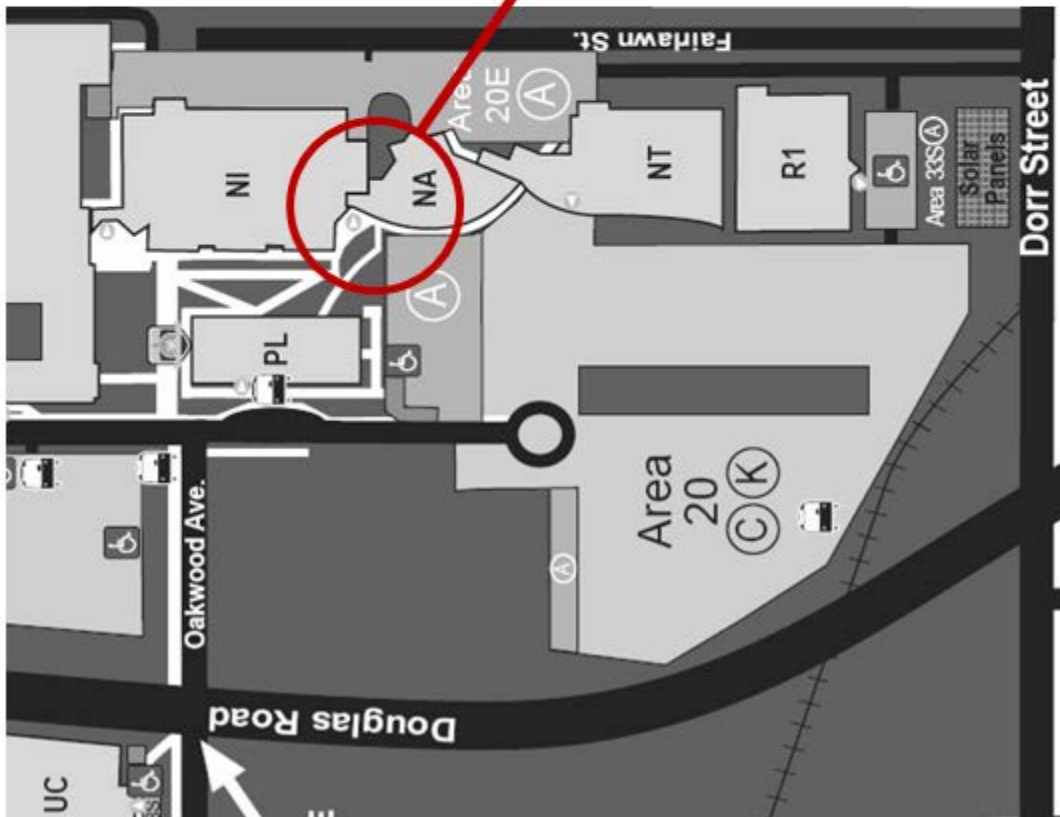 Fairlawn St.
Area
20E
A
NI
NA
NT
R1
Area 33S A
Solar
Panels
Dorr Street
A
PL
Area
20
C K
A
Oakwood Ave.
Douglas Road
UC